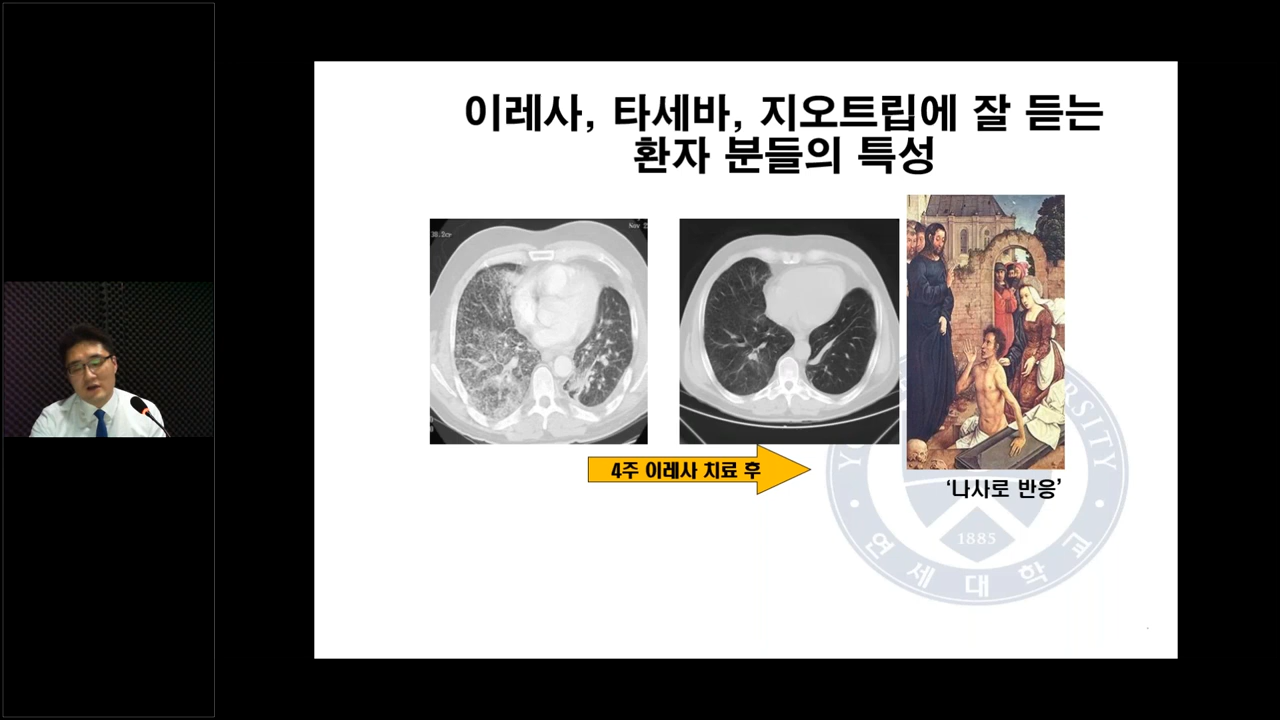 이레사, 타세바, 지오트립에 잘 듣는
환자 분들의 특성
4주 이레사 치료 후
'나사로 반응'
1885
연세대학교